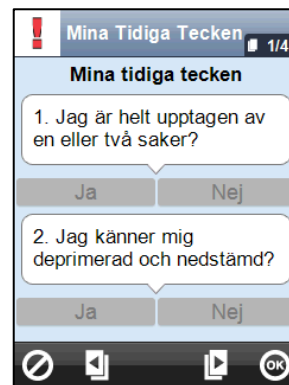 Mina Tidiga Tecken
1/4
Mina tidiga tecken
1. Jag är helt upptagen av
en eller två saker?
Ja Nej
2. Jag känner mig
deprimerad och nedstämd?
Ja Nej
OK